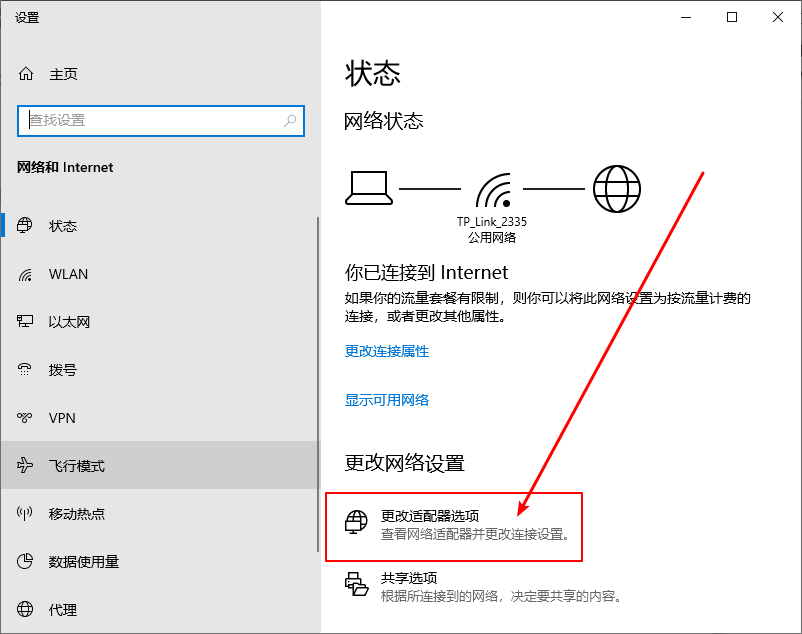 设置
主页
查找设置
网络和 Internet
状态
WLAN
以太网
拨号
VPN
飞行模式
移动热点
数据使用量
代理
状态
网络状态
TP_Link_2335
公用网络
你已连接到 Internet
如果你的流量套餐有限制，则你可以将此网络设置为按流量计费的
连接，或者更改其他属性。
更改连接属性
显示可用网络
更改网络设置
更改适配器选项
查看网络适配器并更改连接设置。
共享选项
根据所连接到的网络，决定要共享的内容。